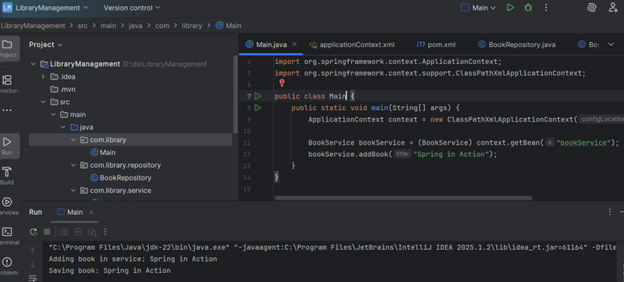 LM LibraryManagement Version control Main
LibraryManagement > src > main > java > com > library > Main
Project
Main.java applicationContext.xml pom.xml BookRepository.java Boo
LibraryManagement D:\ds\LibraryManagement
.idea
.mvn
src
main
java
com.library
Main
com.library.repository
BookRepository
com.library.service
4 import org.springframework.context.ApplicationContext;
5 import org.springframework.context.support.ClassPathXmlApplicationContext;
6
7 public class Main {
8 public static void main(String[] args) {
9 ApplicationContext context = new ClassPathXmlApplicationContext( configLocation
10
11 BookService bookService = (BookService) context.getBean( s: "bookService");
12 bookService.addBook( title: "Spring in Action");
13 }
14 }
15
Project
Structure
Run
Build
Services
Terminal
Problems
Run Main
"C:\Program Files\Java\jdk-22\bin\java.exe" "-javaagent:C:\Program Files\JetBrains\IntelliJ IDEA 2025.1.2\lib\idea_rt.jar=61164" -Dfile
Adding book in service: Spring in Action
Saving book: Spring in Action